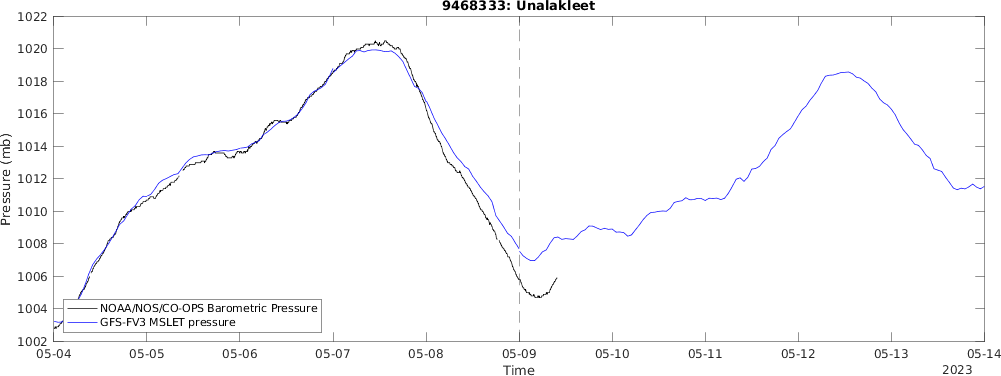 9468333: Unalakleet
1022
1020
1018
1016
1014
1012
1010
1008
1006
1004
1002
Pressure (mb)
NOAA/NOS/CO-OPS Barometric Pressure
GFS-FV3 MSLET pressure
05-04 05-05 05-06 05-07 05-08 05-09 05-10 05-11 05-12 05-13 05-14
Time
2023